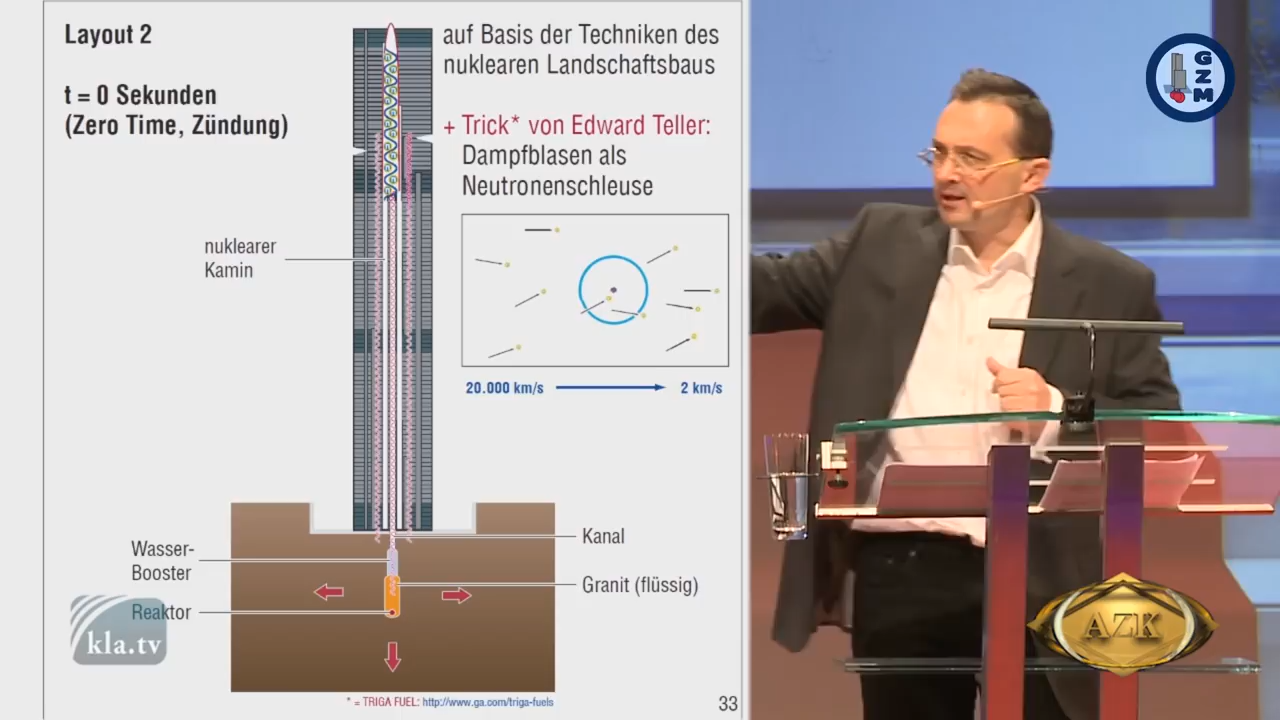 Layout 2
t = 0 Sekunden
(Zero Time, Zündung)
auf Basis der Techniken des
nuklearen Landschaftsbaus
+ Trick* von Edward Teller:
Dampfblasen als
Neutronenschleuse
20.000 km/s
2 km/s
nuklearer
Kamin
Wasser-
Booster
Reaktor
Kanal
Granit (flüssig)
kla.tv
* = TRIGA FUEL: http://www.ga.com/triga-fuels
33
GZM
AZK